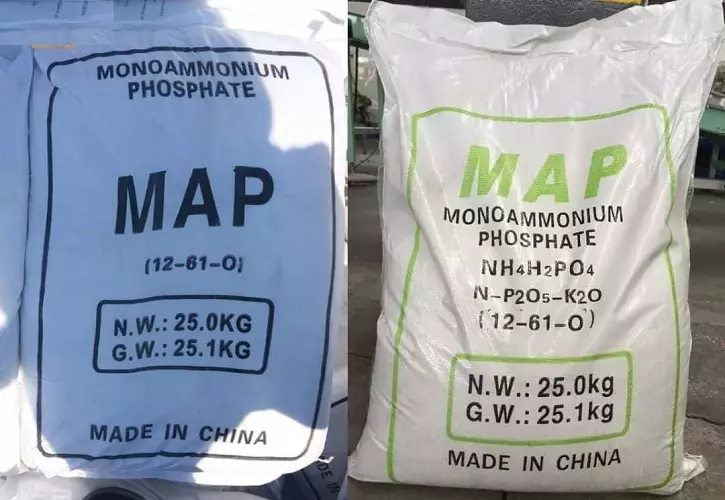 MONOAMMONIUM
PHOSPHATE
MAP
(12-61-O)
N.W.: 25.0KG
G.W.: 25.1KG
MADE IN CHINA
MAP
MONOAMMONIUM
PHOSPHATE
NH4H2PO4
N-P2O5-K2O
(12-61-O)
N.W.: 25.0kg
G.W.: 25.1kg
MADE IN CHINA